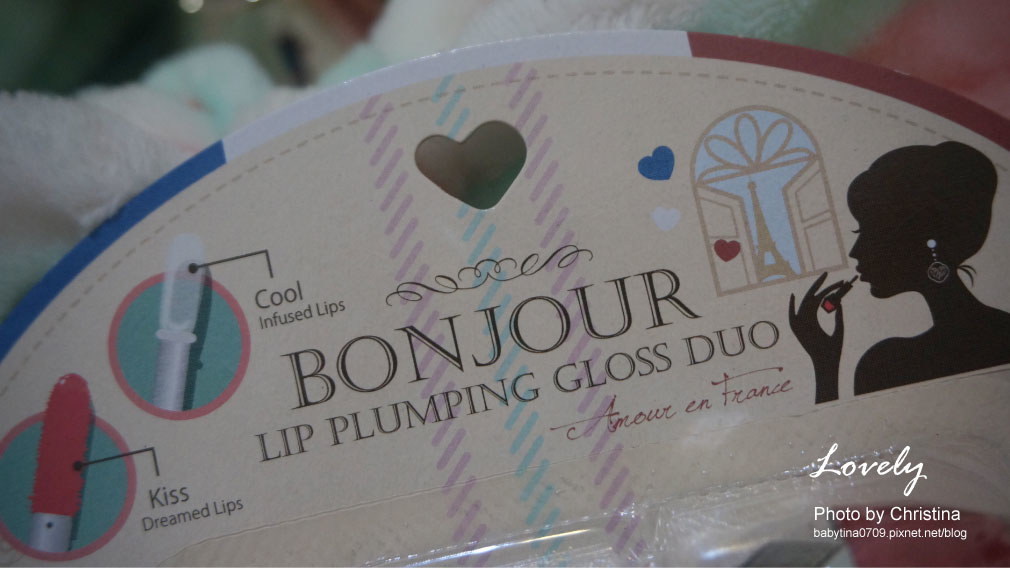 Cool
Infused Lips
BONJOUR
LIP PLUMPING GLOSS DUO
Amour en France
Kiss
Dreamed Lips
Lovely
Photo by Christina
babytina0709.pixnet.net/blog